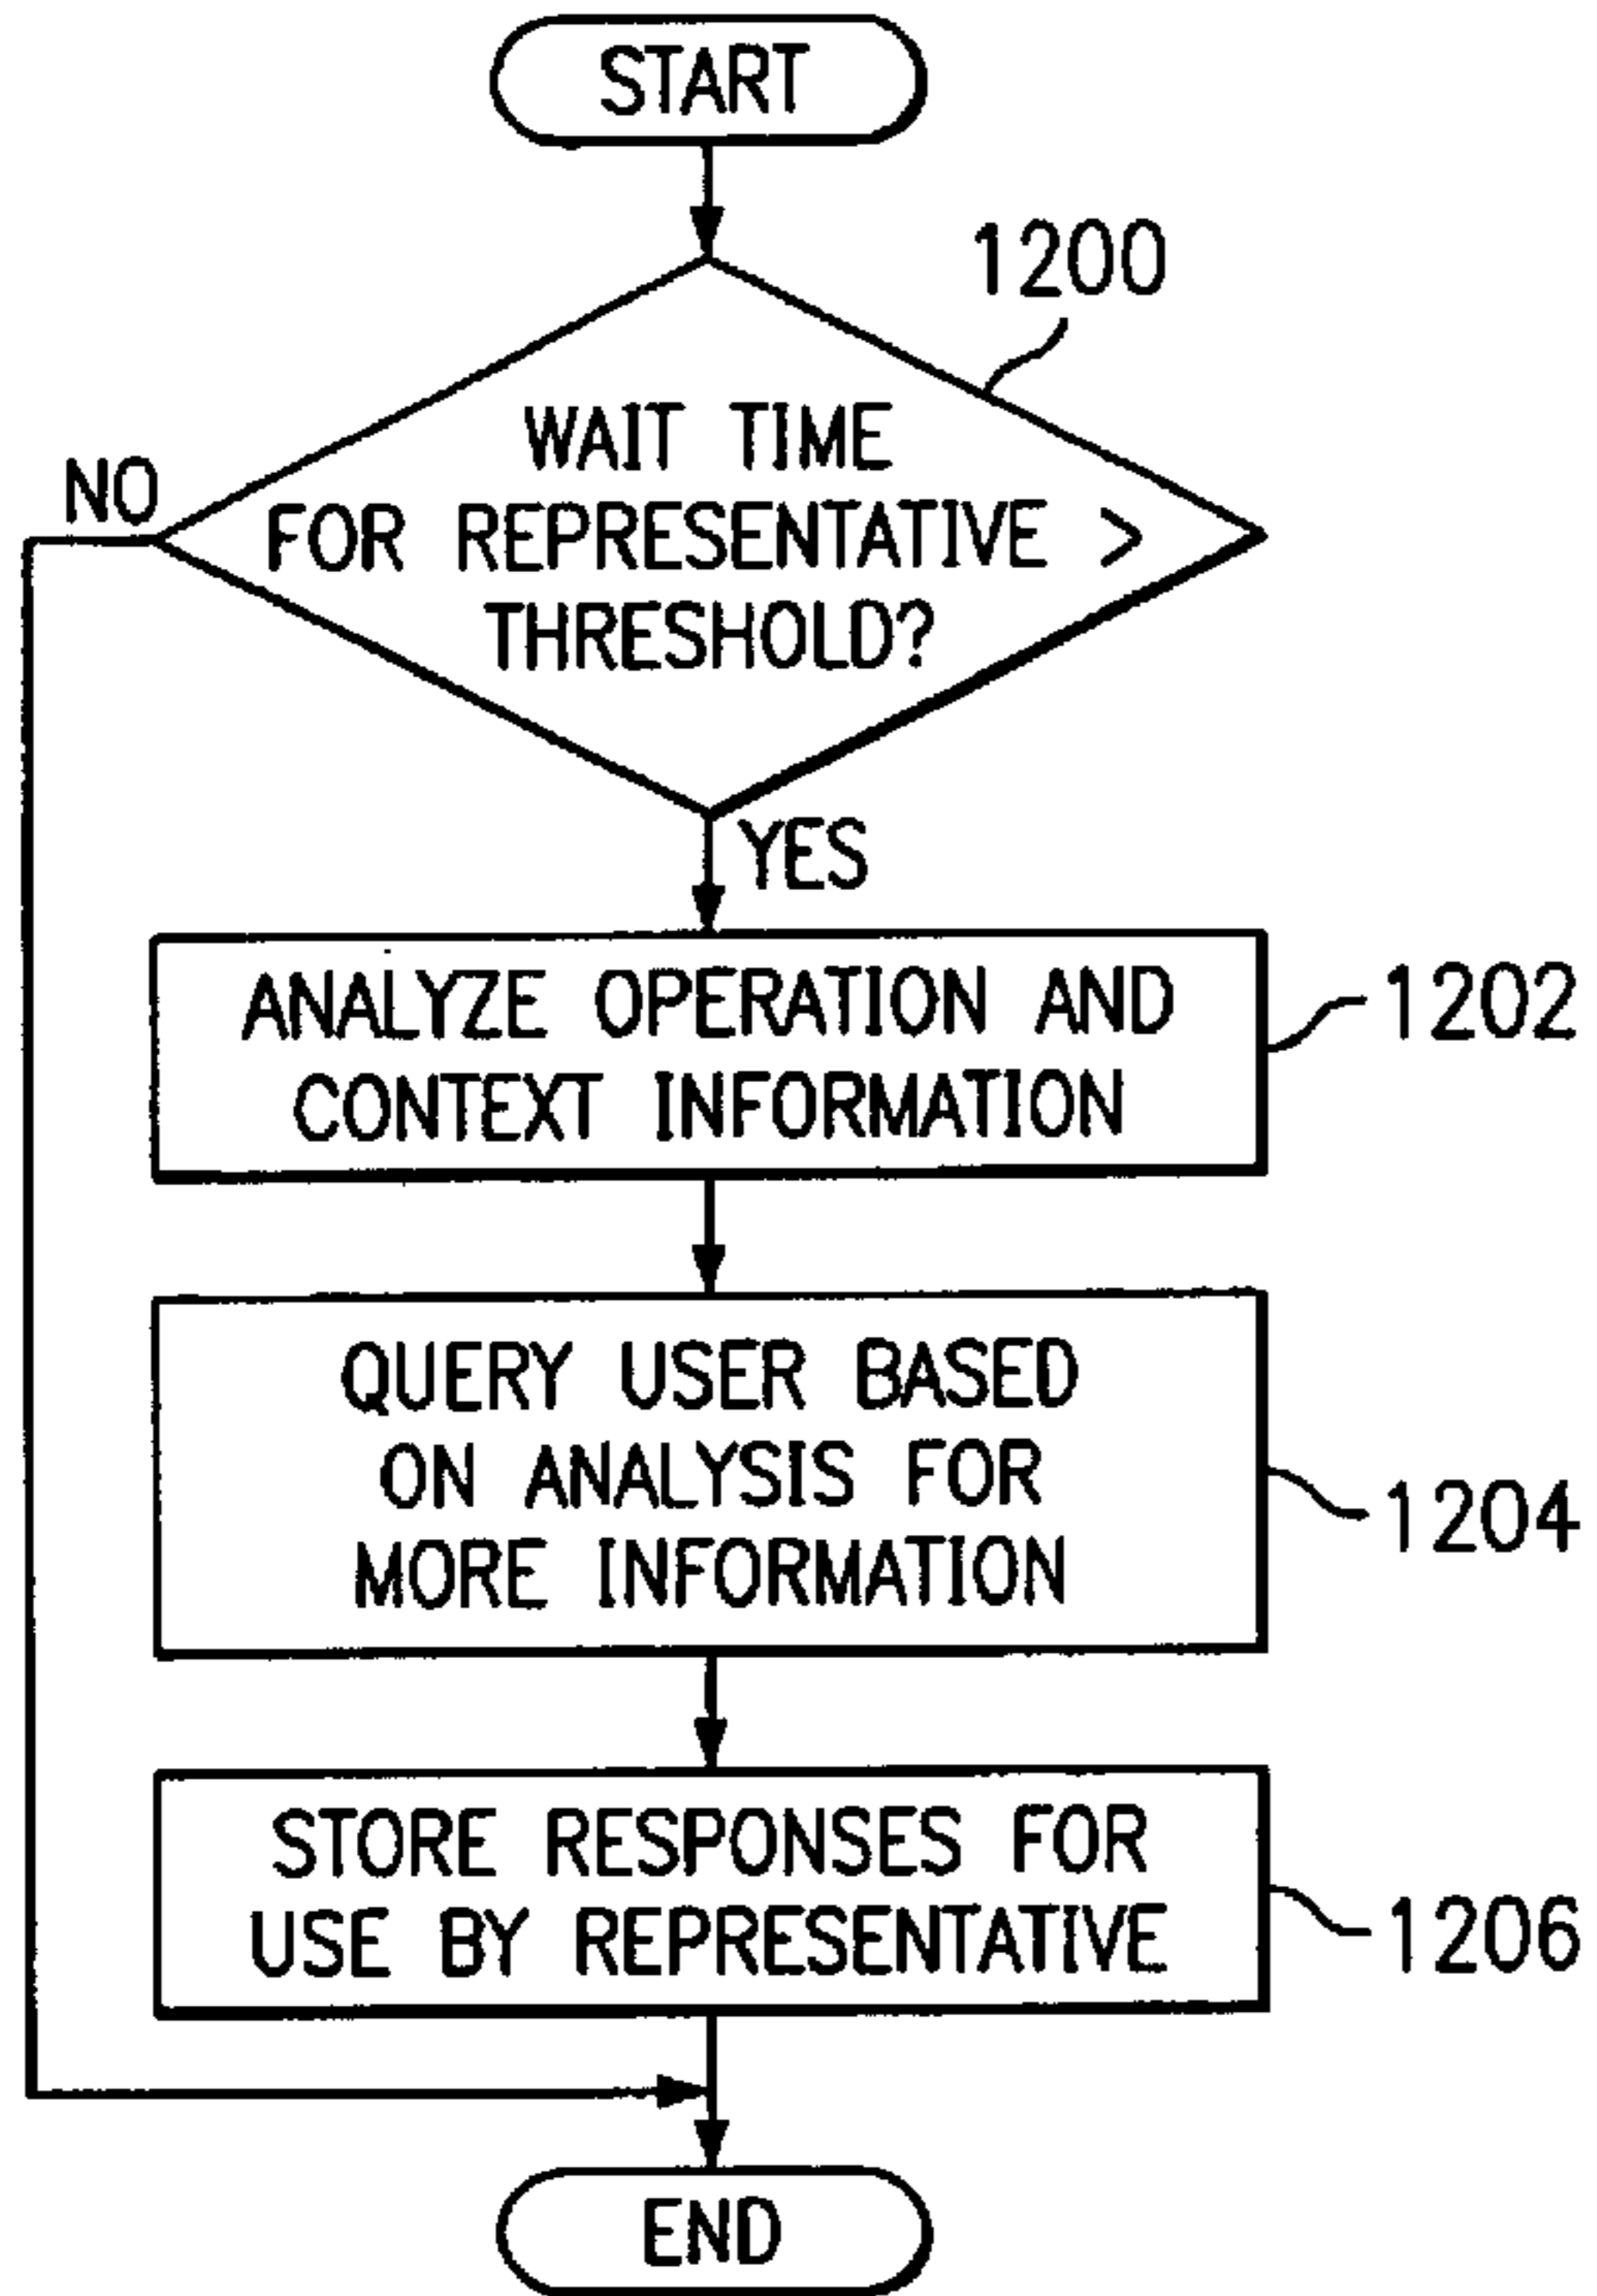 START
1200
WAIT TIME
FOR REPRESENTATIVE >
THRESHOLD?
NO
YES
ANALYZE OPERATION AND
CONTEXT INFORMATION
1202
QUERY USER BASED
ON ANALYSIS FOR
MORE INFORMATION
1204
STORE RESPONSES FOR
USE BY REPRESENTATIVE
1206
END